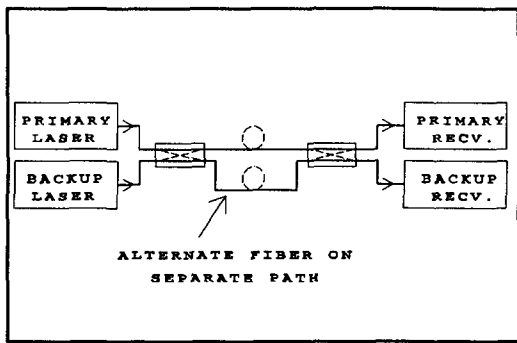 PRIMARY
LASER
BACKUP
LASER
PRIMARY
RECV.
BACKUP
RECV.
ALTERNATE FIBER ON
SEPARATE PATH